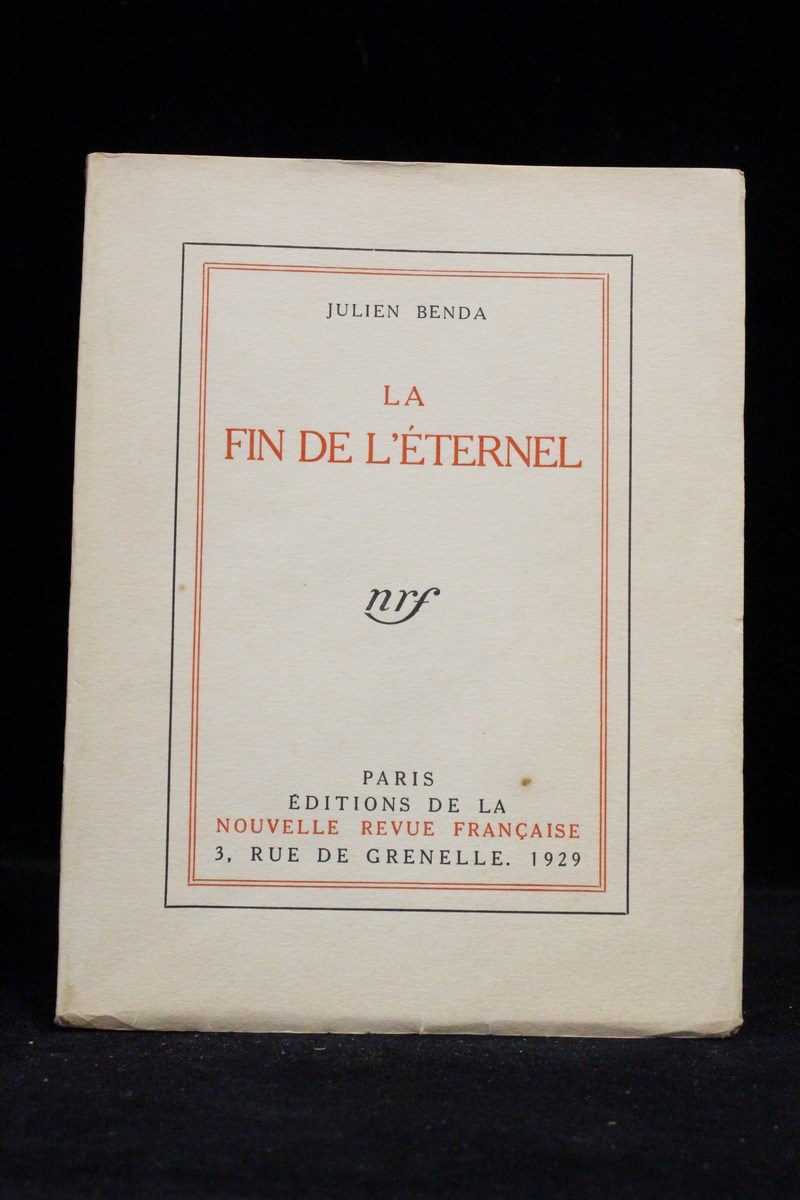 JULIEN BENDA
LA
FIN DE L'ÉTERNEL
nrf
PARIS
ÉDITIONS DE LA
NOUVELLE REVUE FRANÇAISE
3, RUE DE GRENELLE. 1929